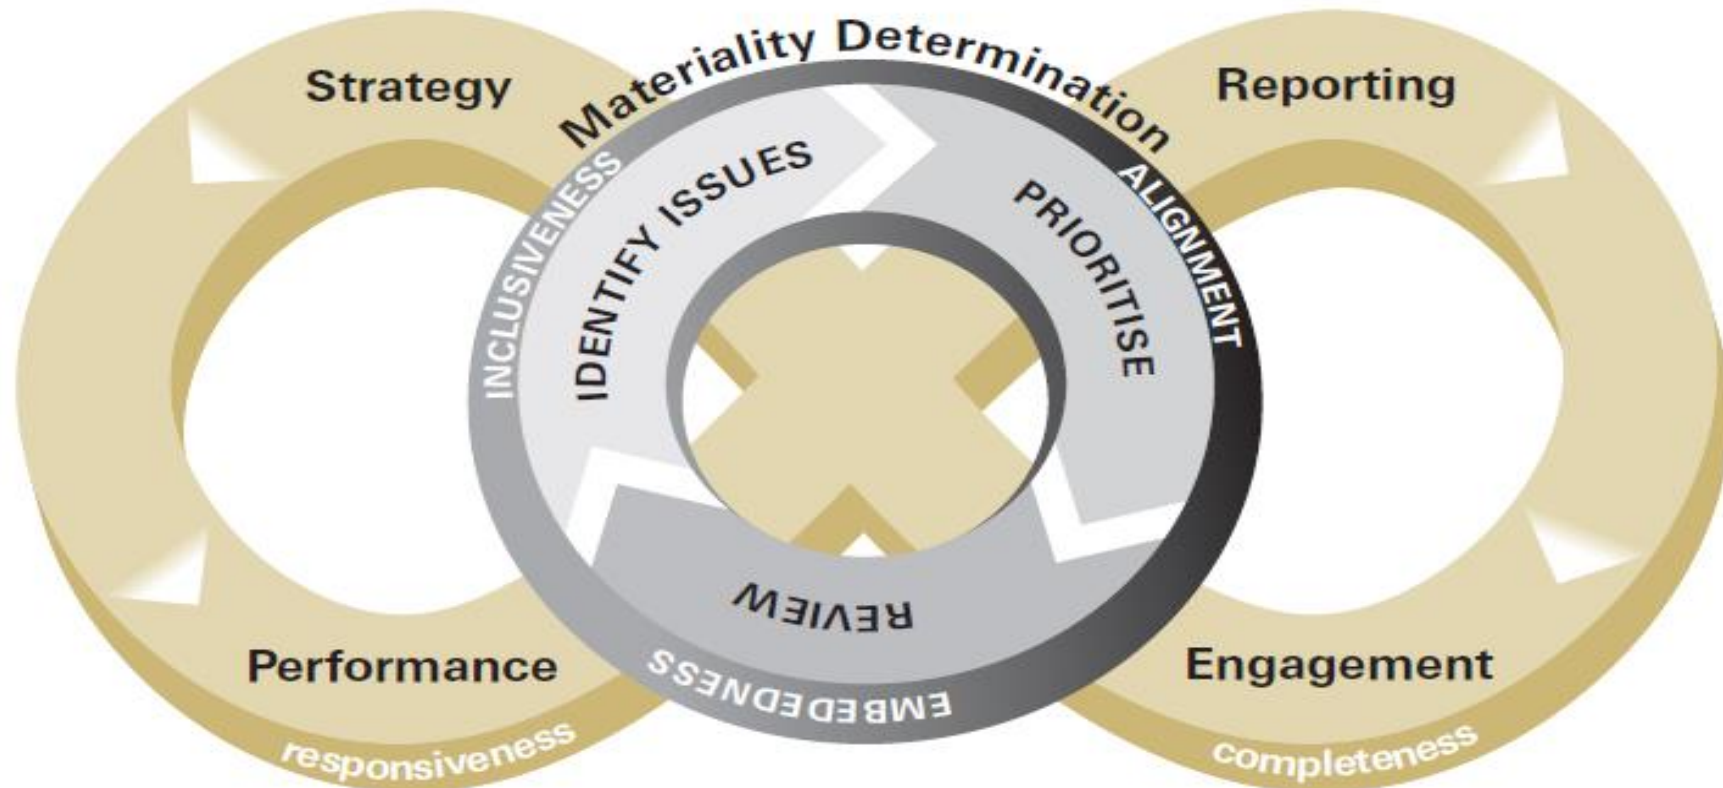 Materiality Determination
Strategy
Reporting
INCLUSIVENESS
IDENTIFY ISSUES
PRIORITISE
ALIGNMENT
REVIEW
EMBEDEDNESS
Performance
Engagement
responsiveness
completeness